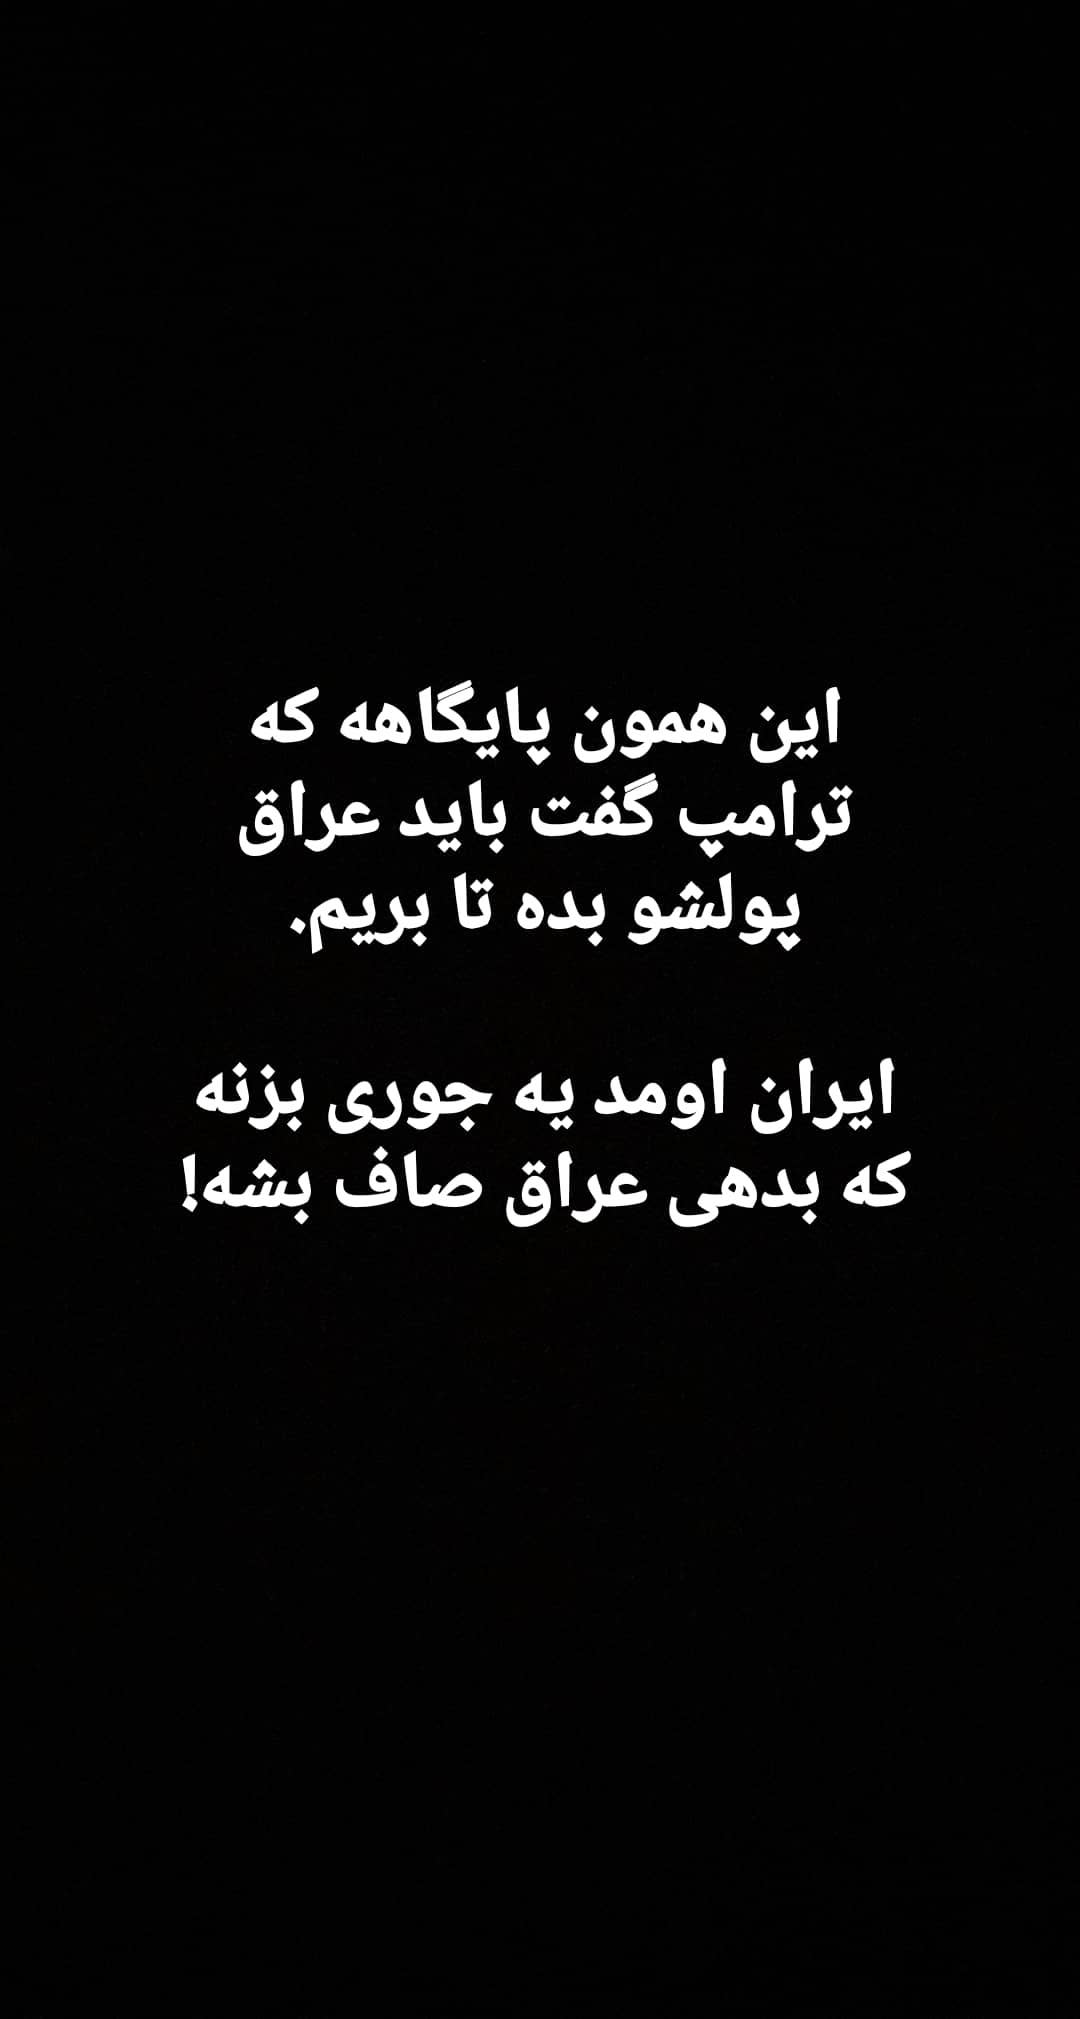 این همون پایگاهه که
ترامپ گفت باید عراق
پولشو بده تا بریم.
ایران اومد یه جوری بزنه
که بدهی عراق صاف بشه!